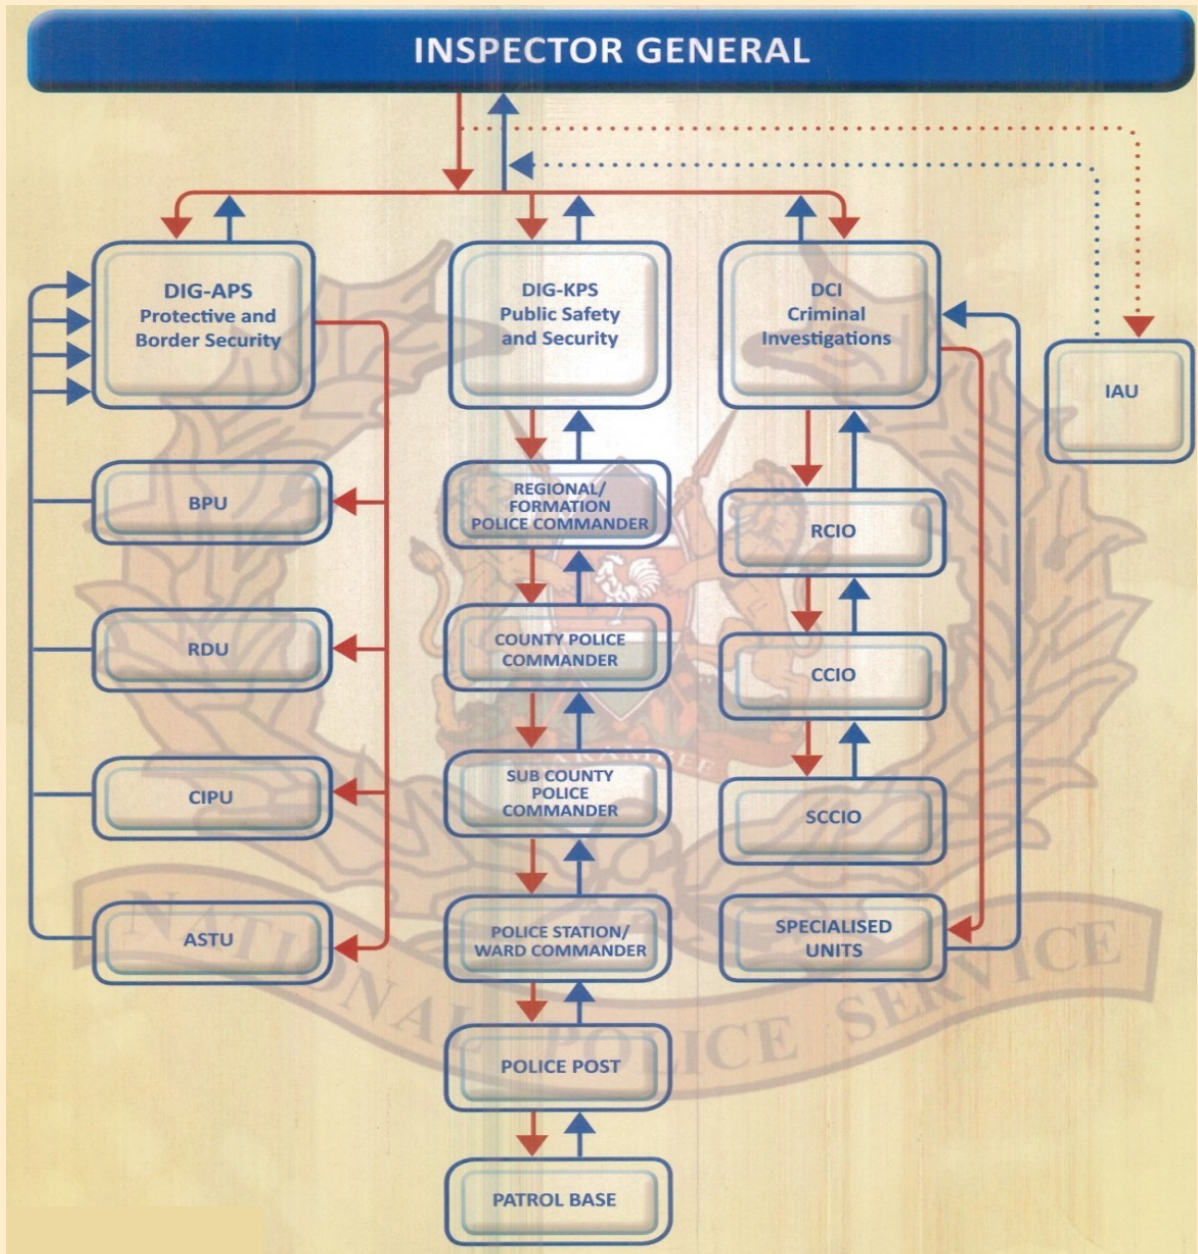 INSPECTOR GENERAL
DIG-APS
Protective and
Border Security
DIG-KPS
Public Safety
and Security
DCI
Criminal
Investigations
IAU
BPU
REGIONAL/
FORMATION
POLICE COMMANDER
RCIO
RDU
COUNTY POLICE
COMMANDER
CCIO
CIPU
SUB COUNTY
POLICE
COMMANDER
SCCIO
ASTU
POLICE STATION/
WARD COMMANDER
SPECIALISED
UNITS
POLICE POST
PATROL BASE
HARAMBEE
NATIONAL POLICE SERVICE